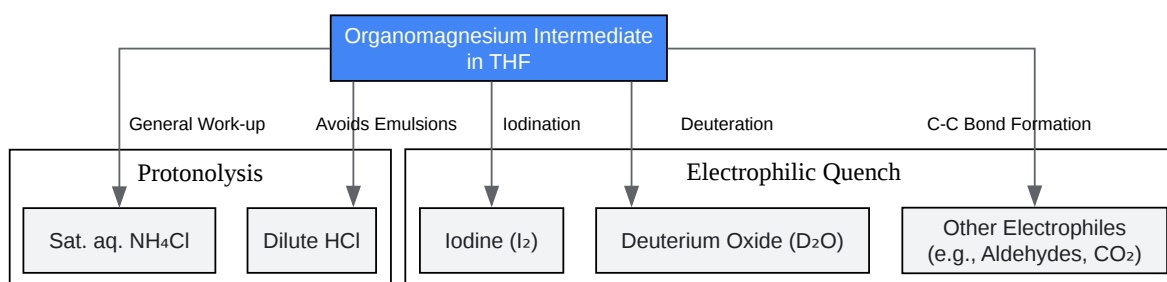 Organomagnesium Intermediate
in THF
General Work-up
Avoids Emulsions
Iodination
Deuteration
C-C Bond Formation
Protonolysis
Electrophilic Quench
Sat. aq. NH₄Cl
Dilute HCl
Iodine (I₂)
Deuterium Oxide (D₂O)
Other Electrophiles
(e.g., Aldehydes, CO₂)